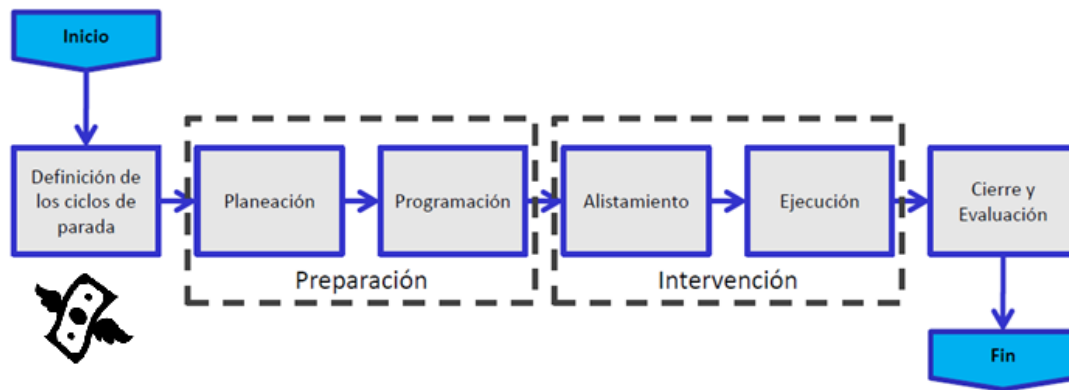 Inicio
Definición de
los ciclos de
parada
Planeación
Programación
Preparación
Alistamiento
Ejecución
Intervención
Cierre y
Evaluación
Fin